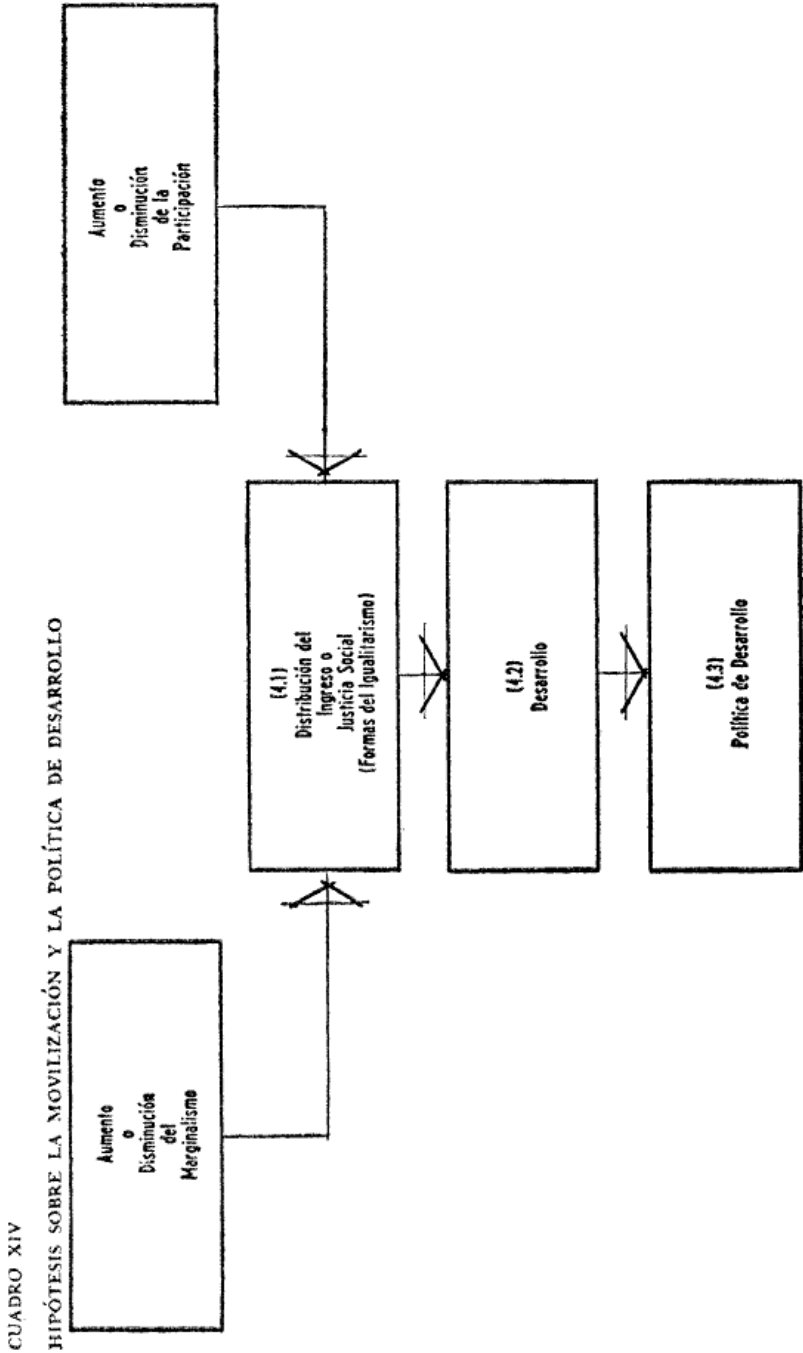 CUADRO XIV
HIPÓTESIS SOBRE LA MOVILIZACIÓN Y LA POLÍTICA DE DESARROLLO
Aumento
o
Disminución
del
Marginalismo
Aumento
o
Disminución
de la
Participación
(4.1)
Distribución del
Ingreso o
Justicia Social
(Formas del Igualitarismo)
(4.2)
Desarrollo
(4.3)
Política de Desarrollo